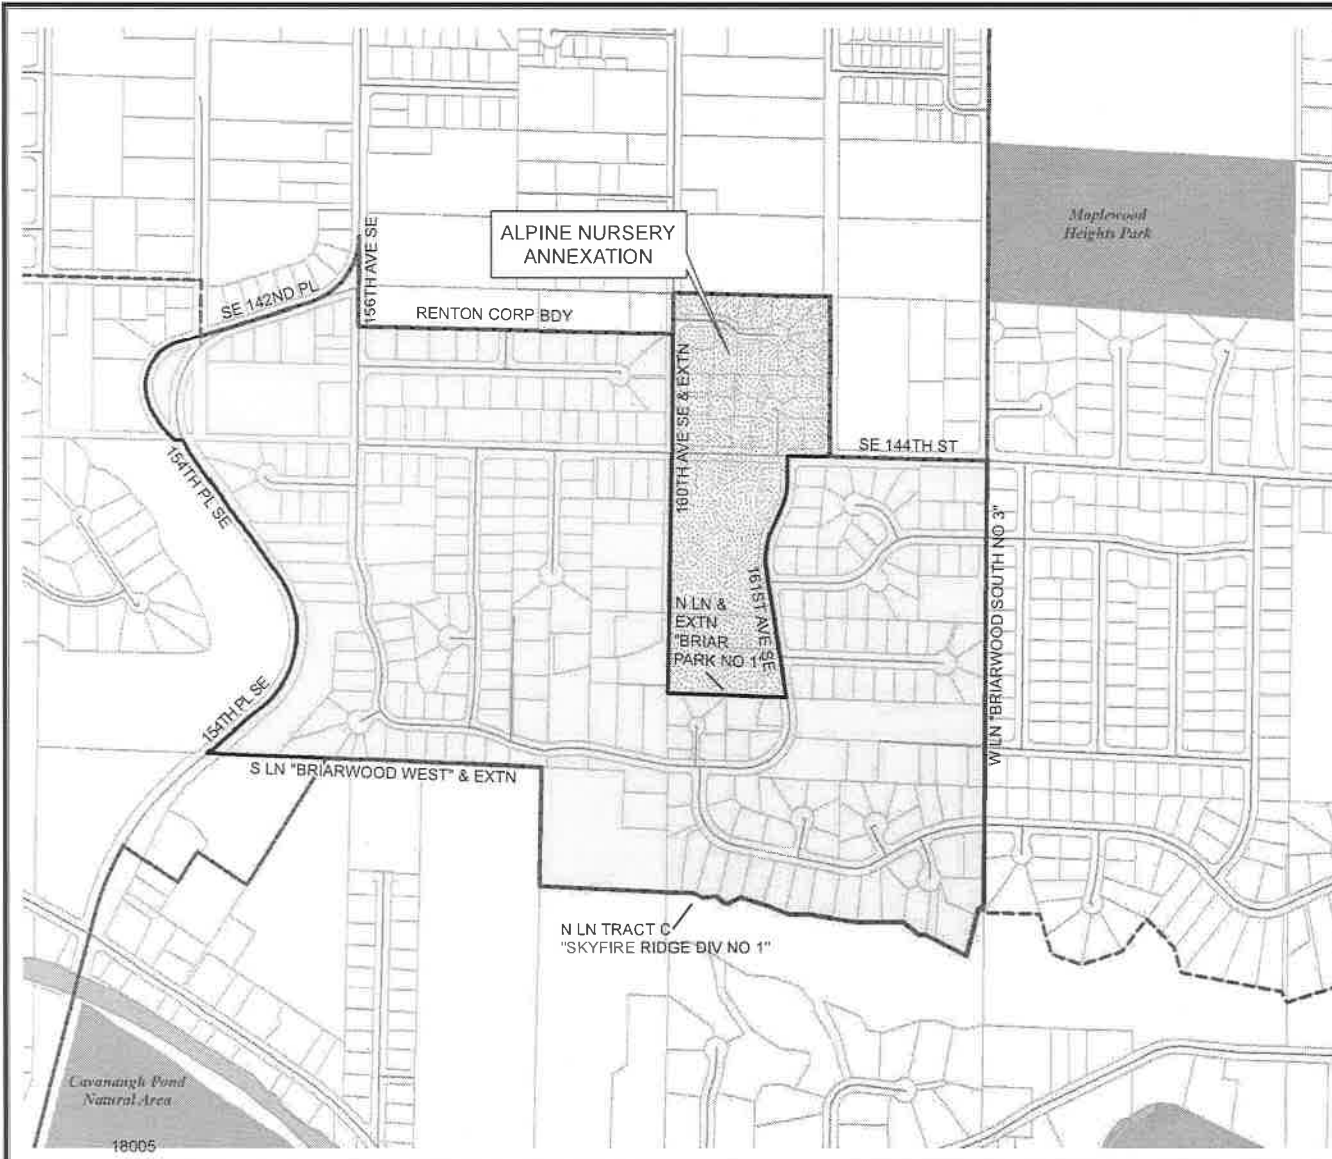 Maplewood
Heights Park
ALPINE NURSERY
ANNEXATION
156TH AVE SE
SE 142ND PL
RENTON CORP BDY
160TH AVE SE & EXTN
SE 144TH ST
154TH PL SE
W LN "BRIARWOOD SOUTH NO 3"
161ST AVE SE
N LN &
EXTN
"BRIAR
PARK NO 1"
154TH PL SE
S LN "BRIARWOOD WEST" & EXTN
N LN TRACT C
"SKYFIRE RIDGE DIV NO 1"
Cavanaugh Pond
Natural Area
18005